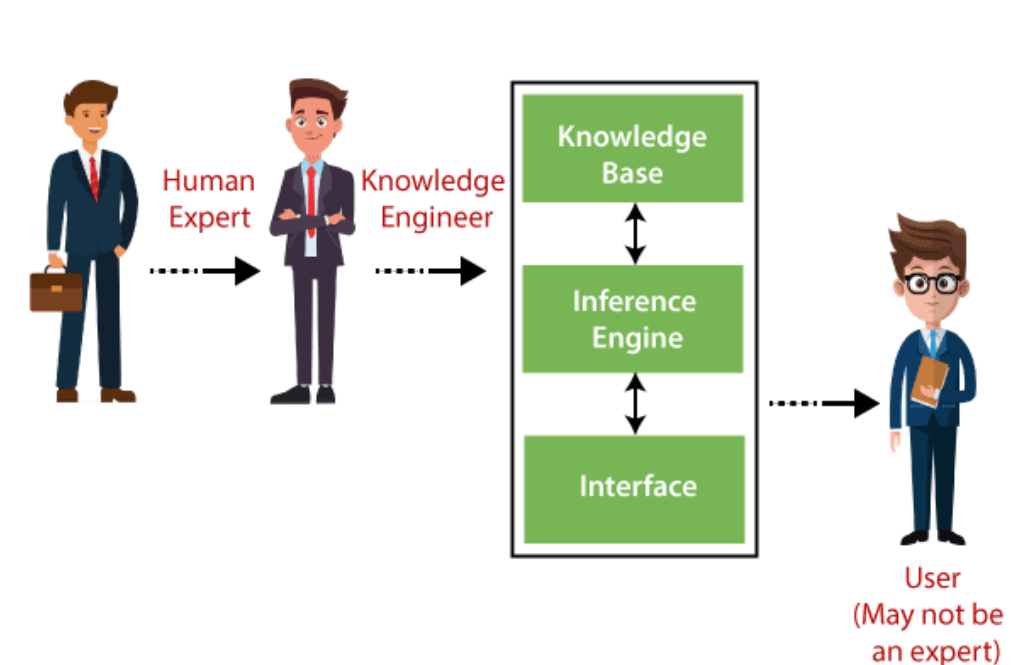 Human
Expert
Knowledge
Engineer
Knowledge
Base
Inference
Engine
Interface
User
(May not be
an expert)